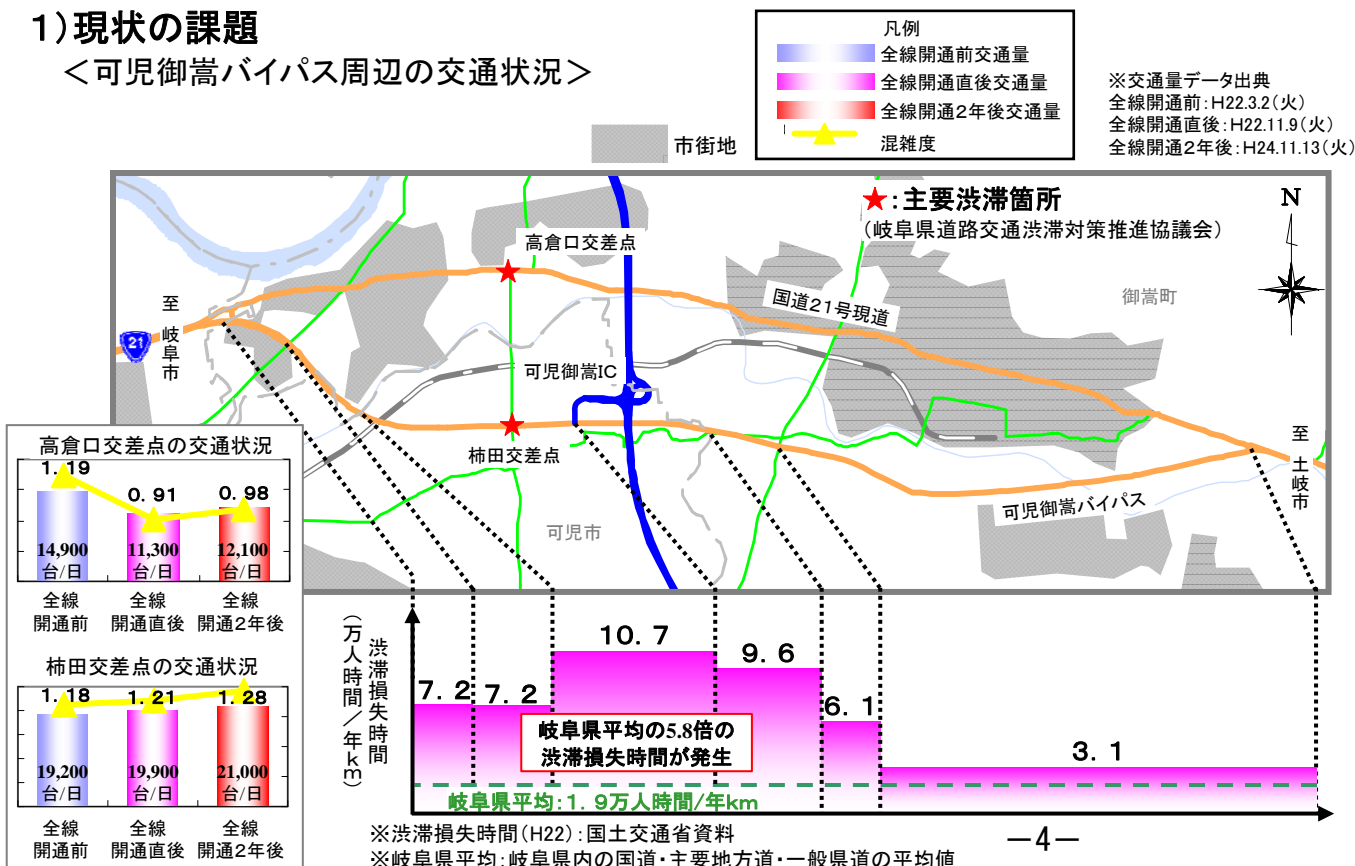 1)現状の課題
＜可児御嵩バイパス周辺の交通状況＞
凡例
全線開通前交通量
全線開通直後交通量
全線開通2年後交通量
混雑度
※交通量データ出典
全線開通前:H22.3.2(火)
全線開通直後:H22.11.9(火)
全線開通2年後:H24.11.13(火)
市街地
★:主要渋滞箇所
(岐阜県道路交通渋滞対策推進協議会)
N
高倉口交差点
国道21号現道
御嵩町
至 岐阜市
21
可児御嵩IC
柿田交差点
可児市
可児御嵩バイパス
至 土岐市
高倉口交差点の交通状況
1.19
0.91
0.98
14,900
台/日
11,300
台/日
12,100
台/日
全線
開通前
全線
開通直後
全線
開通2年後
柿田交差点の交通状況
1.18
1.21
1.28
19,200
台/日
19,900
台/日
21,000
台/日
全線
開通前
全線
開通直後
全線
開通2年後
渋滞損失時間
(万人時間/年km)
7.2
7.2
10.7
9.6
6.1
3.1
岐阜県平均の5.8倍の
渋滞損失時間が発生
岐阜県平均:1.9万人時間/年km
※渋滞損失時間(H22):国土交通省資料
※岐阜県平均:岐阜県内の国道・主要地方道・一般県道の平均値
－4－